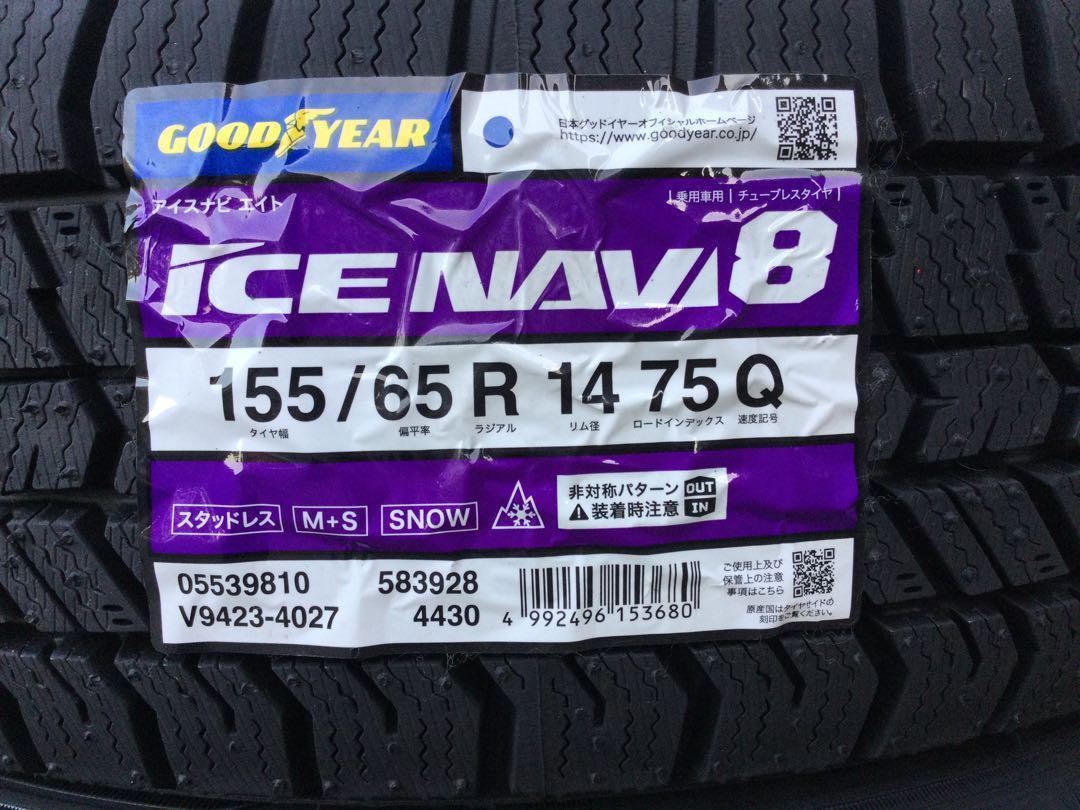 GOODYEAR
日本グッドイヤーオフィシャルホームページ
https://www.goodyear.co.jp/
アイスナビ エイト
乗用車用 | チューブレスタイヤ
ICE NAVI 8
155 / 65 R 14 75 Q
タイヤ幅 偏平率 ラジアル リム径 ロードインデックス 速度記号
スタッドレス M+S SNOW
非対称パターン OUT
装着時注意 IN
05539810 583928
V9423-4027 4430
4 992496 153680
ご使用上及び
保管上の注意
事項はこちら
原産国はタイヤサイドの
刻印をご覧ください。